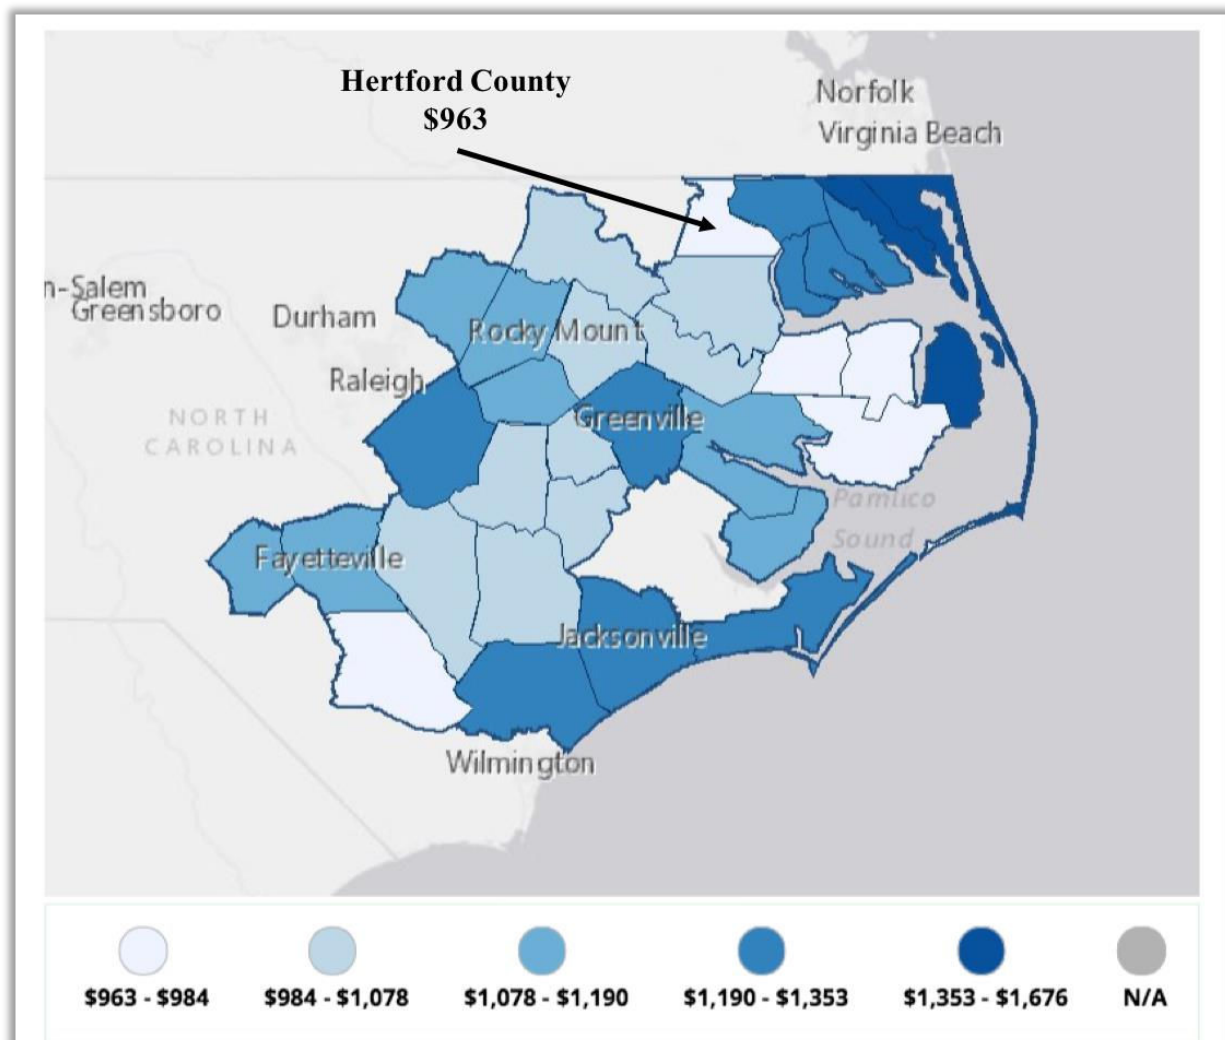 Hertford County
$963
Norfolk
Virginia Beach
n-Salem
Greensboro
Durham
Rocky Mount
Raleigh
NORTH
CAROLINA
Greenville
Pamlico
Sound
Fayetteville
Jacksonville
Wilmington
$963 - $984
$984 - $1,078
$1,078 - $1,190
$1,190 - $1,353
$1,353 - $1,676
N/A